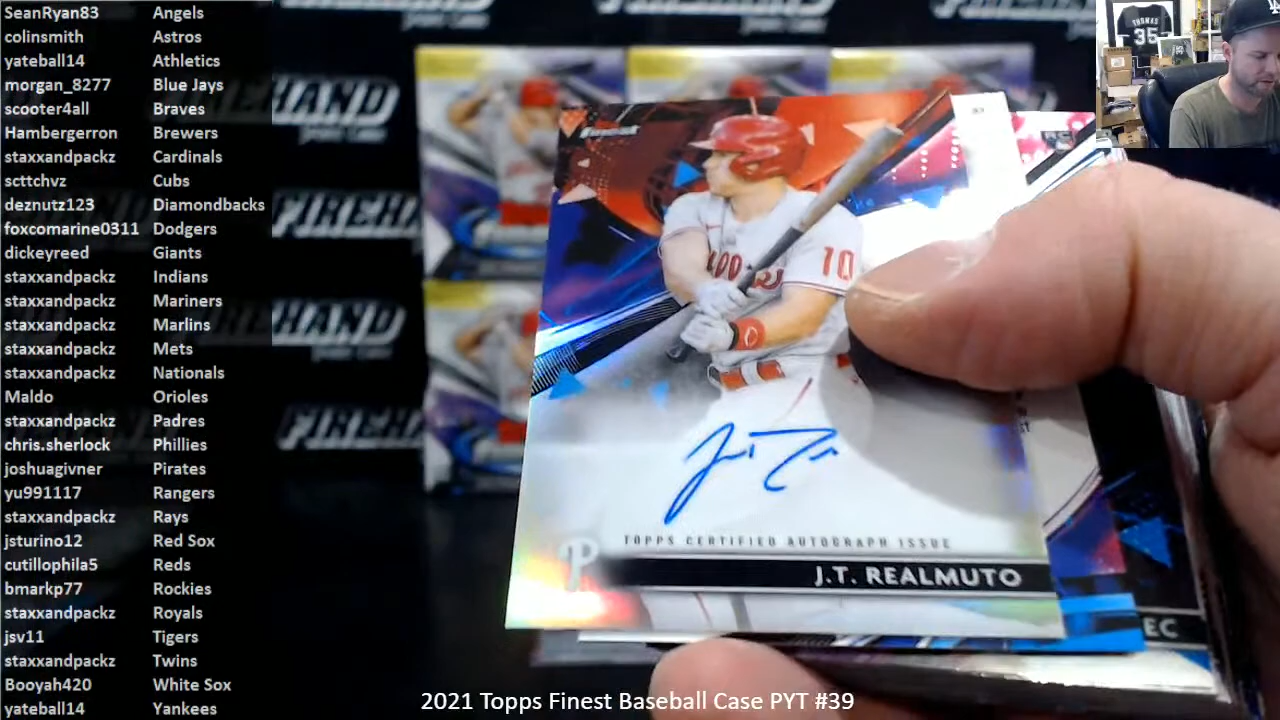 SeanRyan83 Angels
colinsmith Astros
yateball14 Athletics
morgan_8277 Blue Jays
scooter4all Braves
Hambergerron Brewers
staxxandpackz Cardinals
scttchvz Cubs
deznutz123 Diamondbacks
foxcomarine0311 Dodgers
dickeyreed Giants
staxxandpackz Indians
staxxandpackz Mariners
staxxandpackz Marlins
staxxandpackz Mets
staxxandpackz Nationals
Maldo Orioles
staxxandpackz Padres
chris.sherlock Phillies
joshuagivner Pirates
yu991117 Rangers
staxxandpackz Rays
jsturino12 Red Sox
cutillophila5 Reds
bmarkp77 Rockies
staxxandpackz Royals
jsv11 Tigers
staxxandpackz Twins
Booyah420 White Sox
yateball14 Yankees
THOMAS
35
Finest
RC
10
P
TOPPS CERTIFIED AUTOGRAPH ISSUE
J.T. REALMUTO
EC
2021 Topps Finest Baseball Case PYT #39